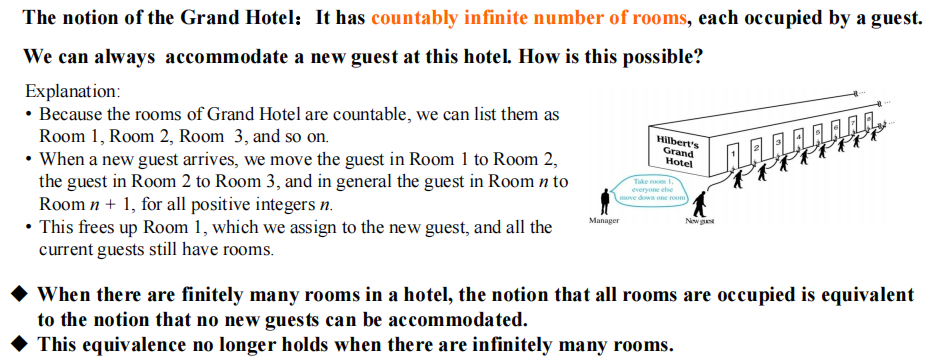 The notion of the Grand Hotel：It has countably infinite number of rooms, each occupied by a guest.
We can always accommodate a new guest at this hotel. How is this possible?
Explanation:
• Because the rooms of Grand Hotel are countable, we can list them as
Room 1, Room 2, Room 3, and so on.
• When a new guest arrives, we move the guest in Room 1 to Room 2,
the guest in Room 2 to Room 3, and in general the guest in Room n to
Room n + 1, for all positive integers n.
• This frees up Room 1, which we assign to the new guest, and all the
current guests still have rooms.
Hilbert's
Grand
Hotel
1
2
3
4
5
6
7
8
Take room 1,
everyone else
move down one room
Manager
New guest
◆ When there are finitely many rooms in a hotel, the notion that all rooms are occupied is equivalent
to the notion that no new guests can be accommodated.
◆ This equivalence no longer holds when there are infinitely many rooms.